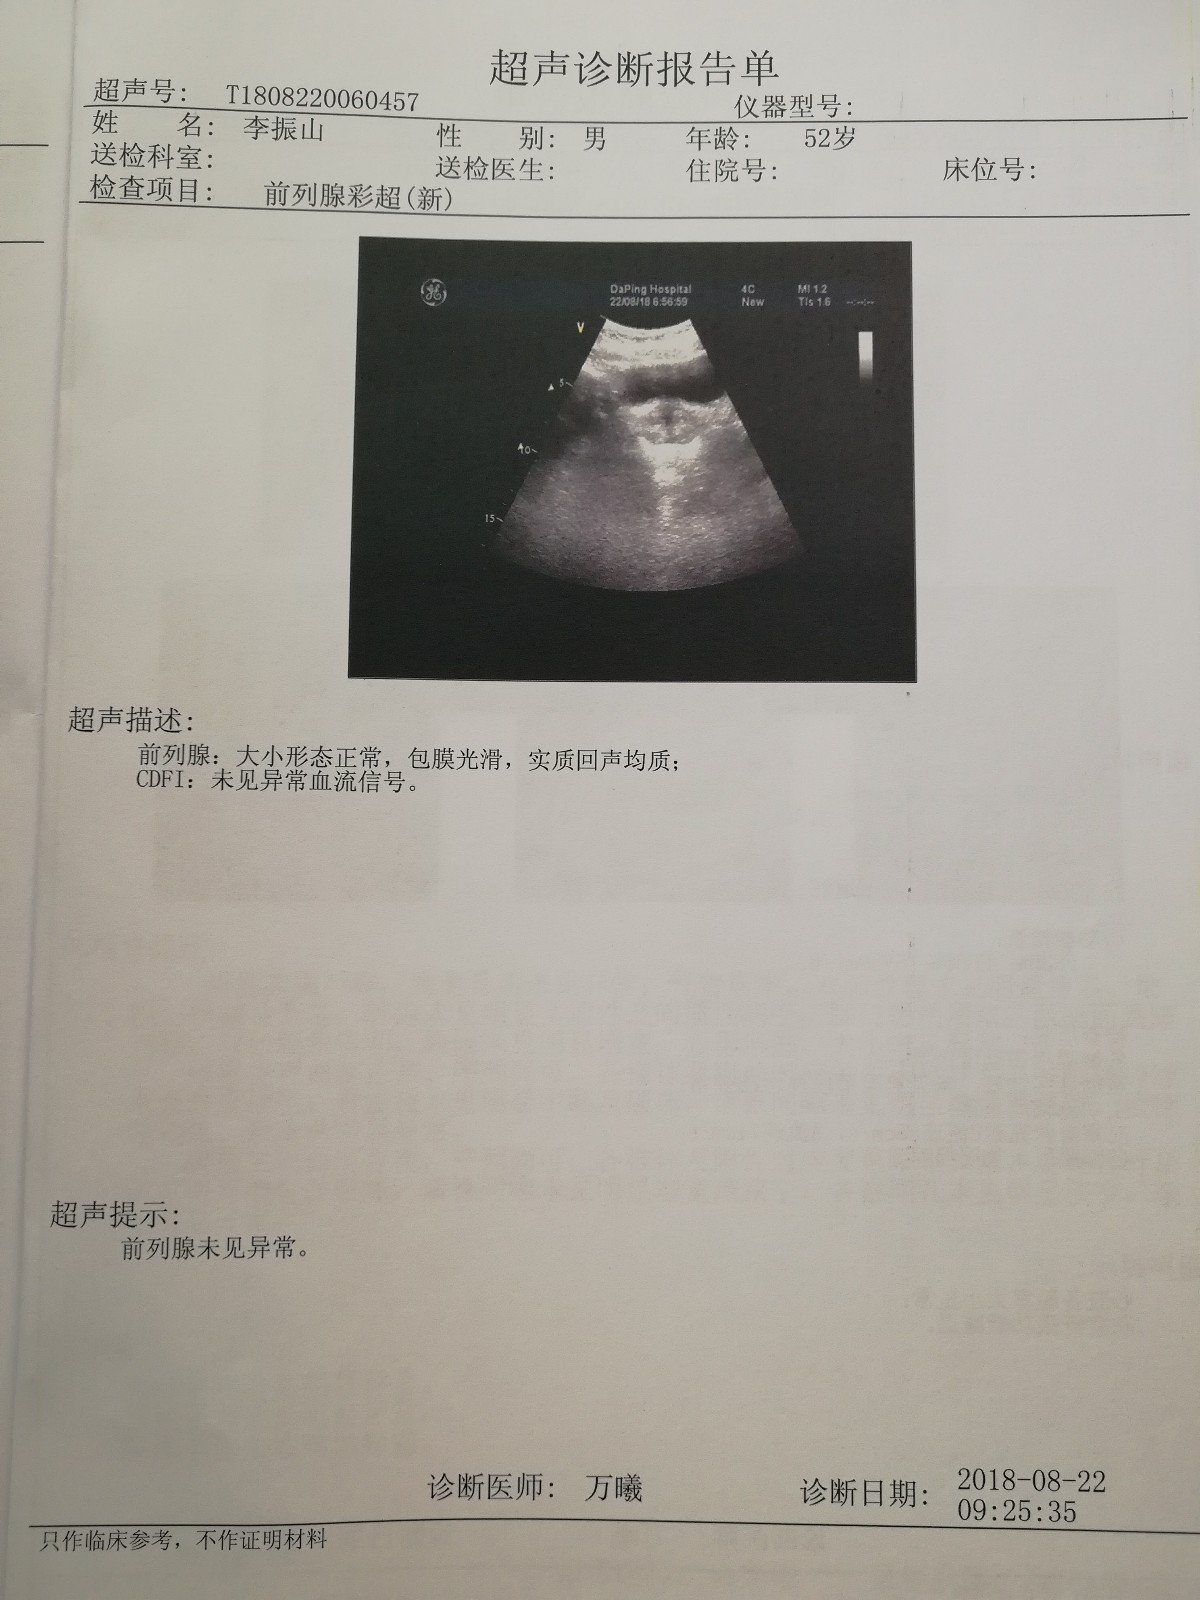 超声诊断报告单
超声号: T1808220060457 仪器型号:
姓 名: 李振山 性 别: 男 年龄: 52岁
送检科室: 送检医生: 住院号: 床位号:
检查项目: 前列腺彩超(新)
DaPing Hospital 4C MI 1.2
22/08/18 6:56:59 New TIs 1.6
V
5
10
15
超声描述:
前列腺: 大小形态正常, 包膜光滑, 实质回声均质;
CDFI: 未见异常血流信号。
超声提示:
前列腺未见异常。
诊断医师: 万曦 诊断日期: 2018-08-22
09:25:35
只作临床参考, 不作证明材料